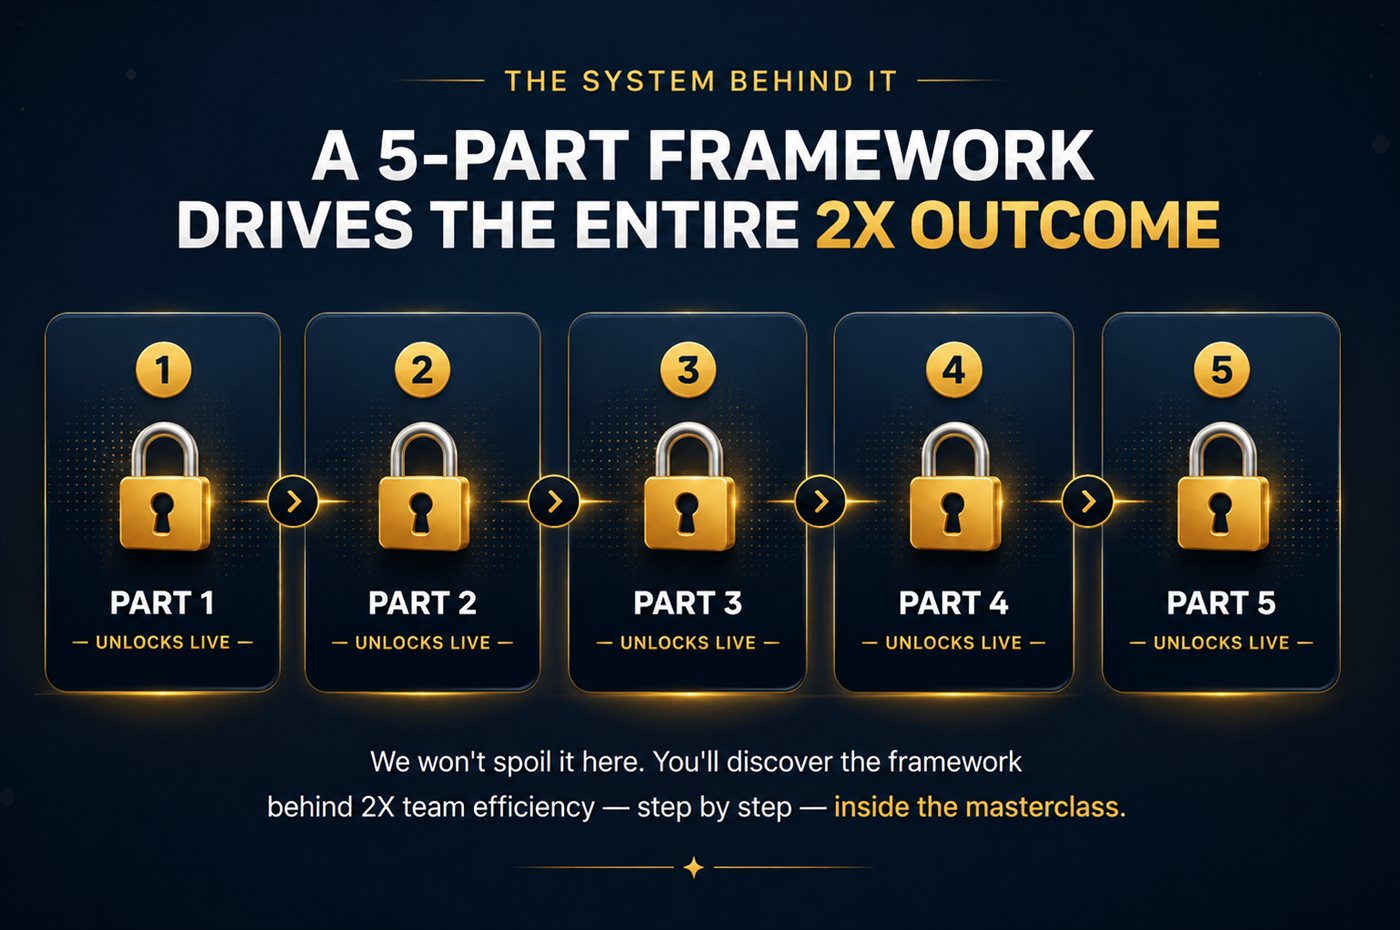 THE SYSTEM BEHIND IT
A 5-PART FRAMEWORK
DRIVES THE ENTIRE 2X OUTCOME
1
2
3
4
5
PART 1
PART 2
PART 3
PART 4
PART 5
— UNLOCKS LIVE —
— UNLOCKS LIVE —
— UNLOCKS LIVE —
— UNLOCKS LIVE —
— UNLOCKS LIVE —
We won't spoil it here. You'll discover the framework
behind 2X team efficiency — step by step — inside the masterclass.